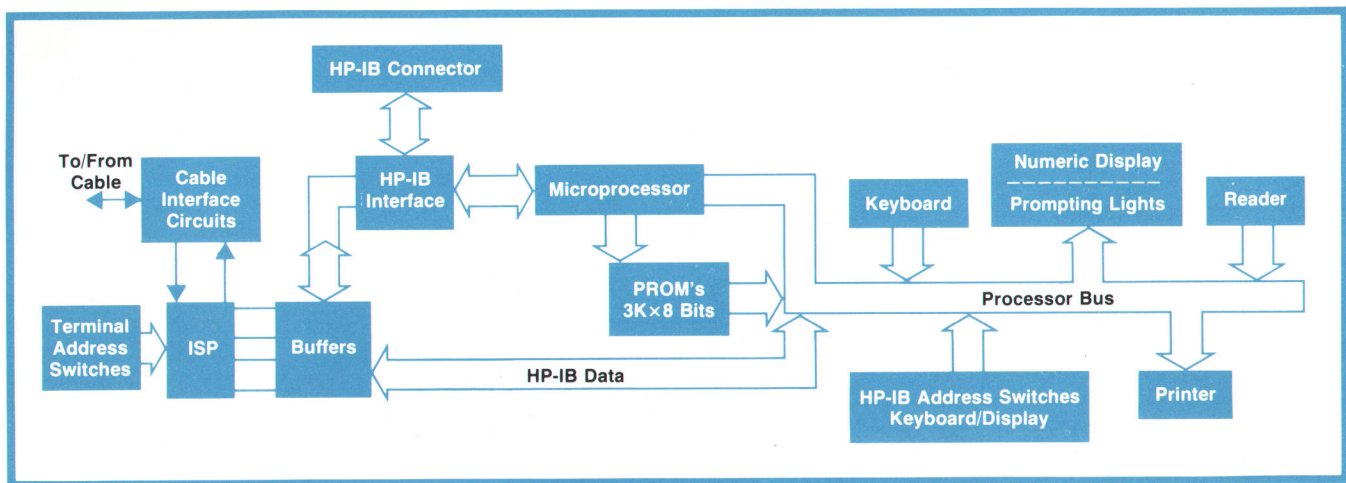 HP-IB Connector
To/From
Cable
Cable
Interface
Circuits
HP-IB
Interface
Microprocessor
Keyboard
Numeric Display
Prompting Lights
Reader
PROM's
3K×8 Bits
Processor Bus
Terminal
Address
Switches
ISP
Buffers
HP-IB Data
HP-IB Address Switches
Keyboard/Display
Printer